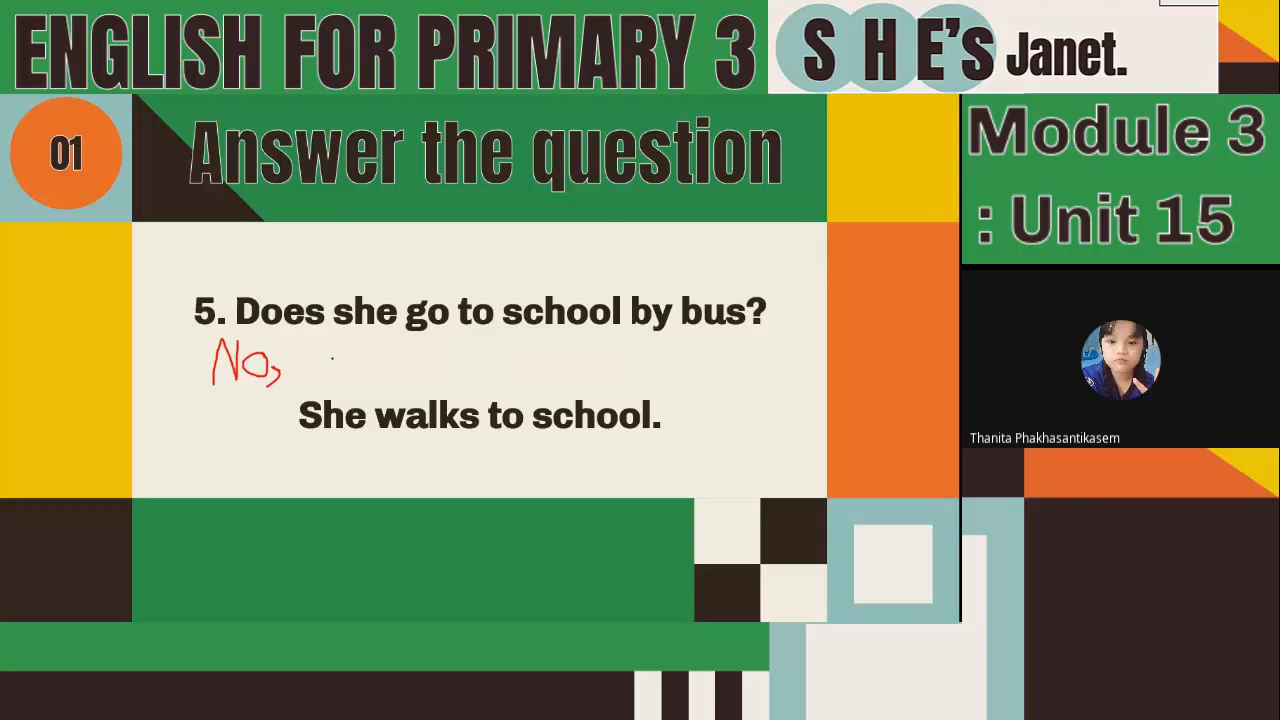 ENGLISH FOR PRIMARY 3
SHE's Janet.
01
Answer the question
Module 3
: Unit 15
5. Does she go to school by bus?
No,
She walks to school.
Thanita Phakhasantikasem